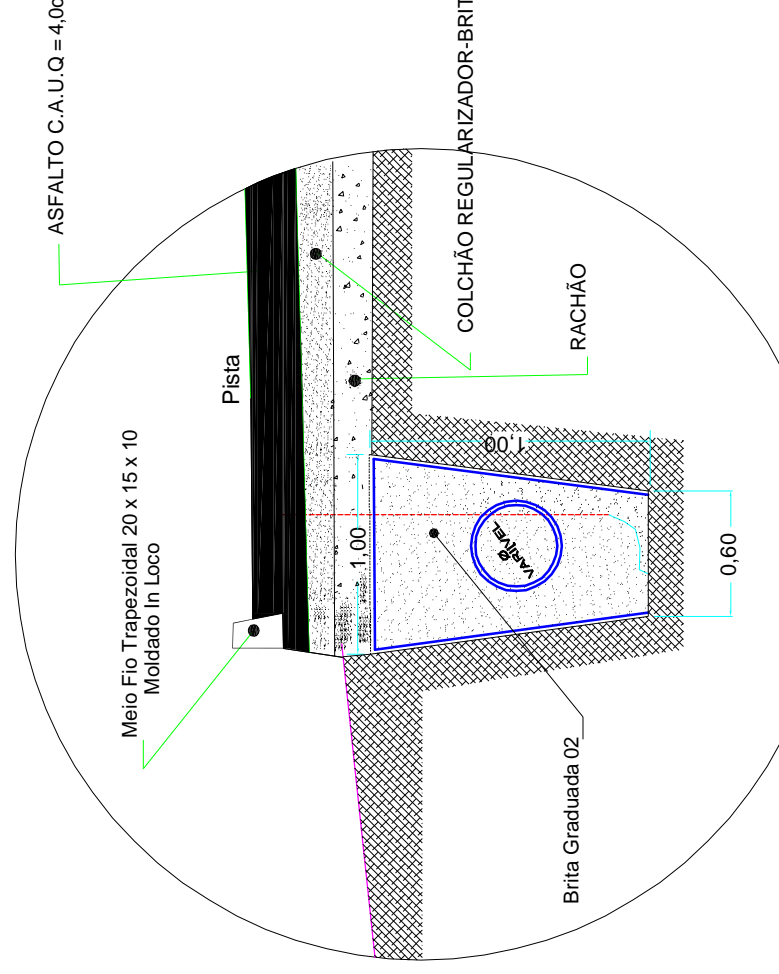 ASFALTO C.A.U.Q = 4,0c
COLCHÃO REGULARIZADOR-BRIT
RACHÃO
Pista
Meio Fio Trapezoidal 20 x 15 x 10
Moldado In Loco
1,00
1,00
VARIÍVEL
0,60
Brita Graduada 02